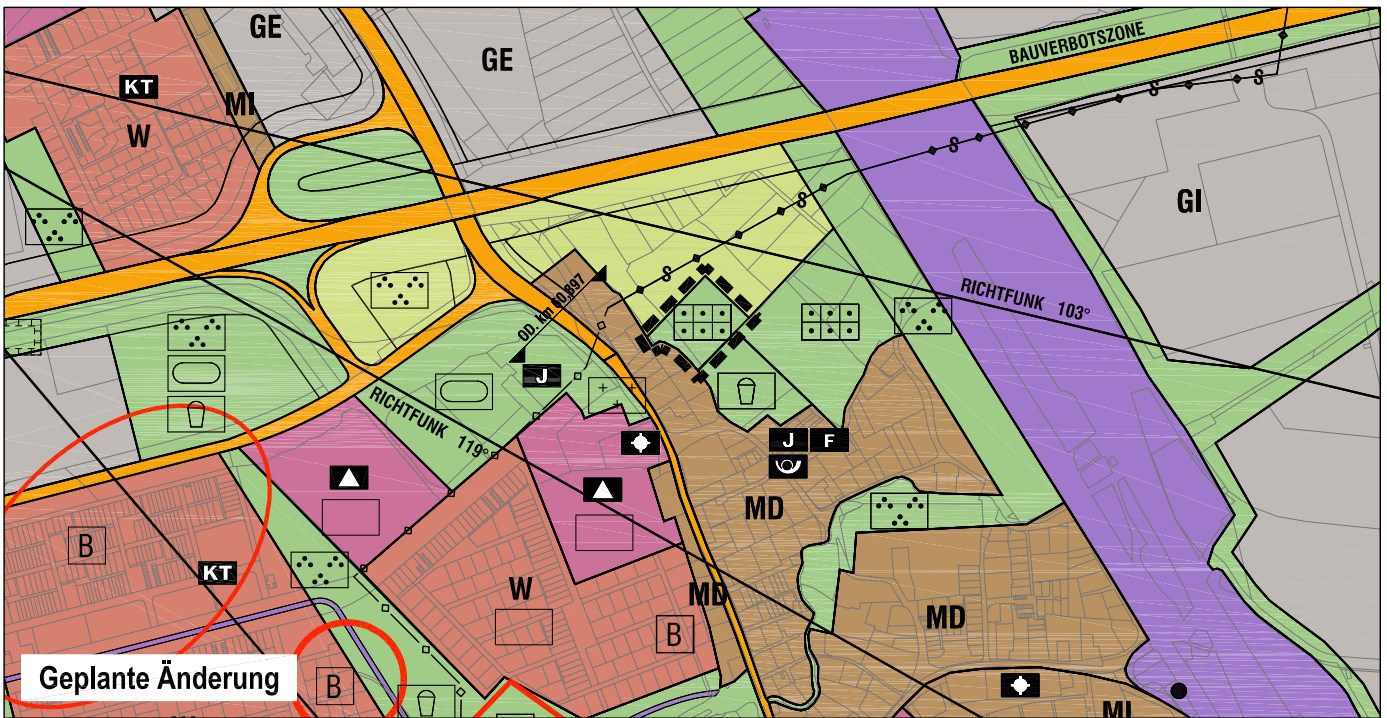 GE
GE
BAUVERBOTSZONE
KT
MI
W
S
S
S
S
S
GI
OD. km 60,897
RICHTFUNK 103°
J
RICHTFUNK 119°
J F
MD
B
KT
W
MD
MD
B
Geplante Änderung
B
MI